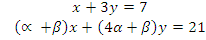 x + 3y = 7
(∝ +β)x + (4α + β)y = 21